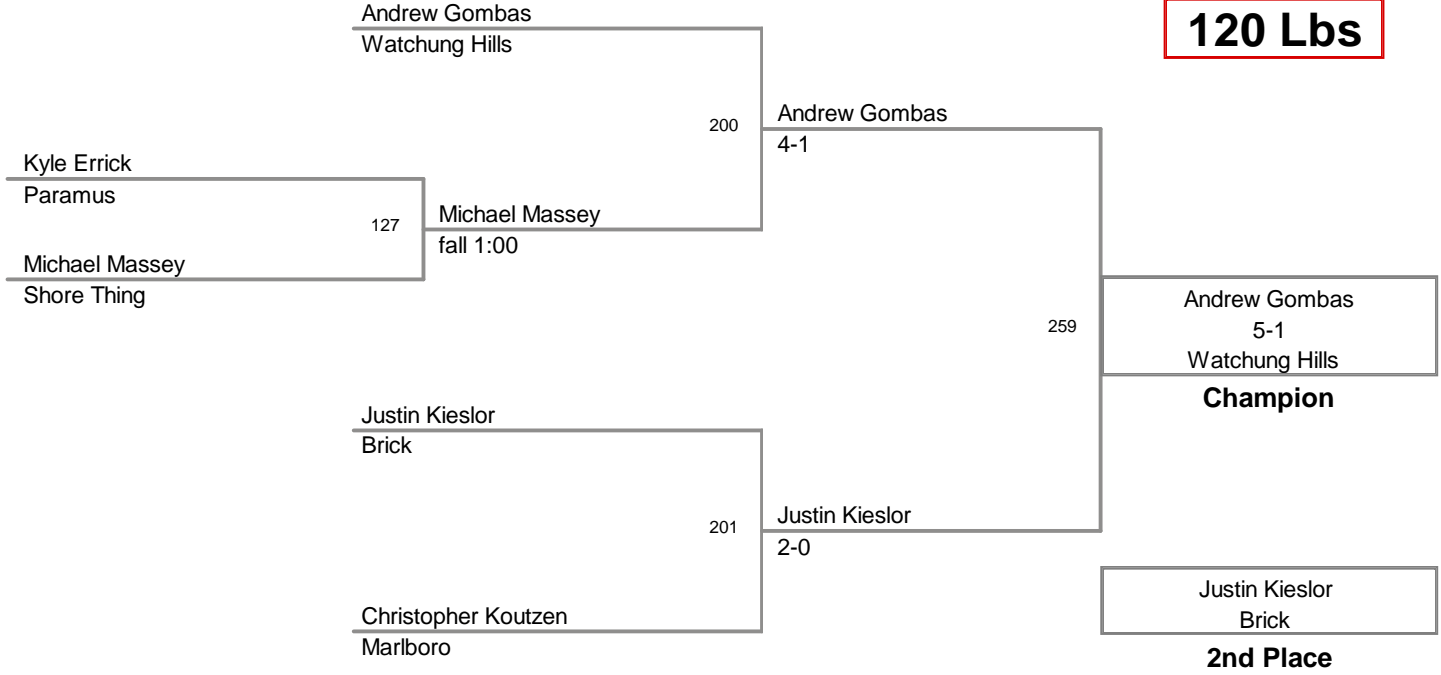 120 Lbs
Andrew Gombas
Watchung Hills
200
Andrew Gombas
4-1
Kyle Errick
Paramus
127
Michael Massey
fall 1:00
Michael Massey
Shore Thing
259
Andrew Gombas
5-1
Watchung Hills
Champion
Justin Kieslor
Brick
201
Justin Kieslor
2-0
Christopher Koutzen
Marlboro
Justin Kieslor
Brick
2nd Place